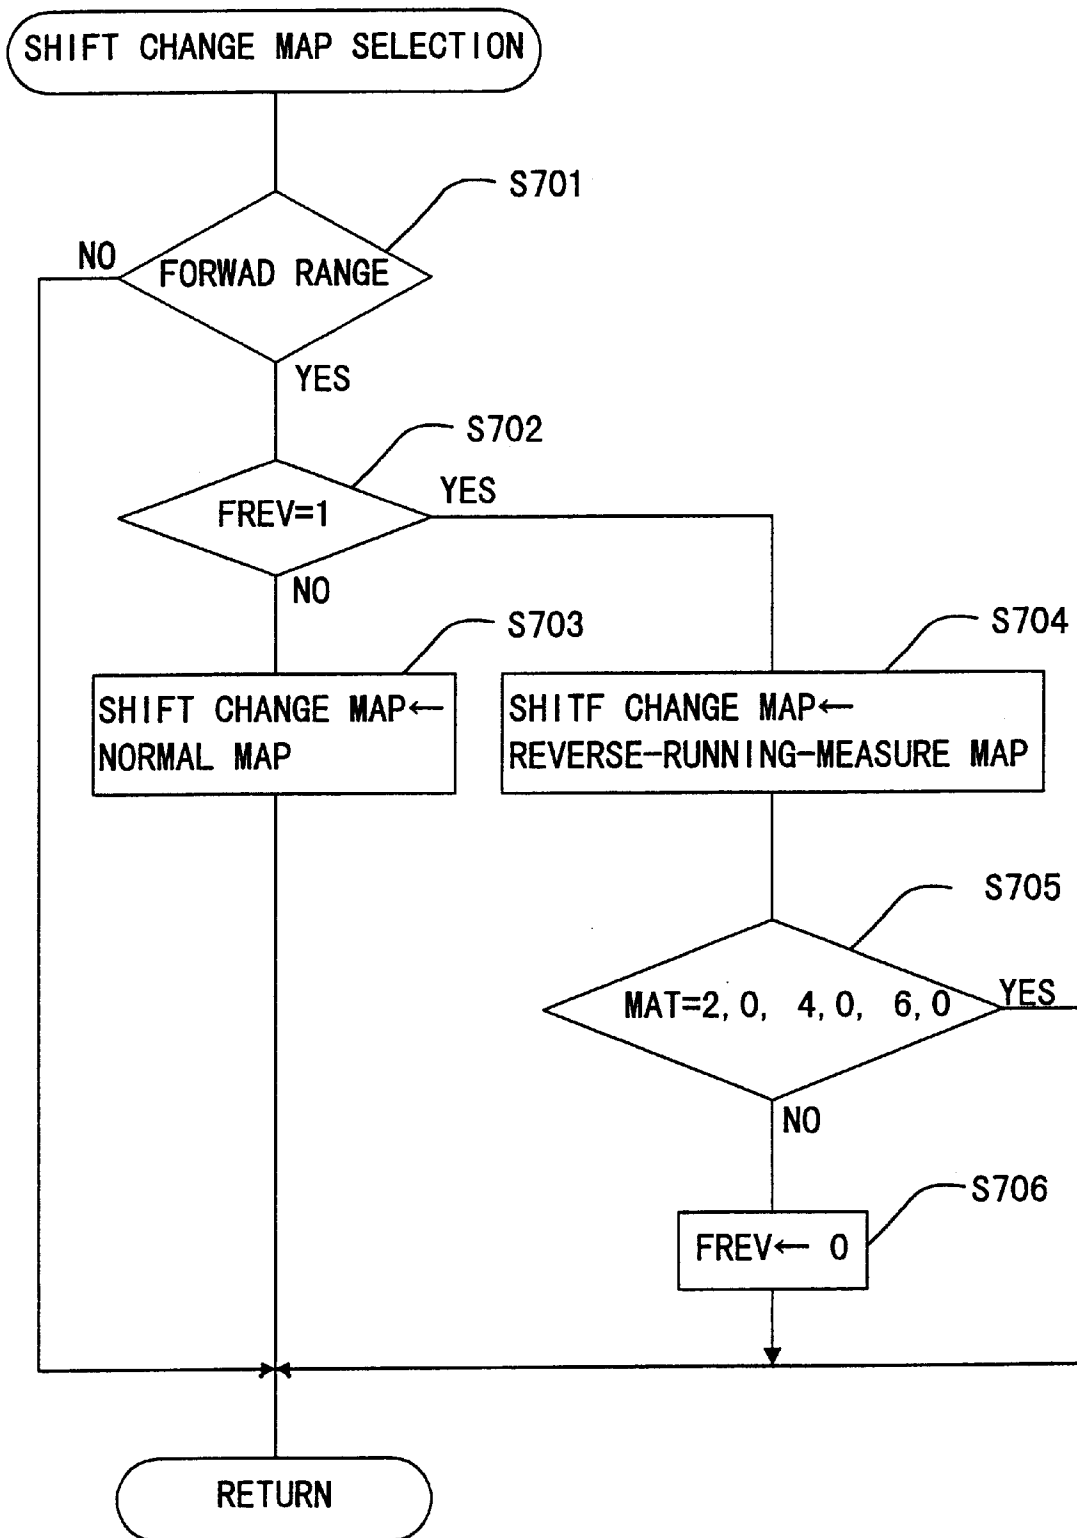 SHIFT CHANGE MAP SELECTION
S701
NO
FORWAD RANGE
YES
S702
YES
FREV=1
NO
S703
S704
SHIFT CHANGE MAP←
NORMAL MAP
SHITF CHANGE MAP←
REVERSE-RUNNING-MEASURE MAP
S705
MAT=2,0, 4,0, 6,0
YES
NO
S706
FREV← 0
RETURN